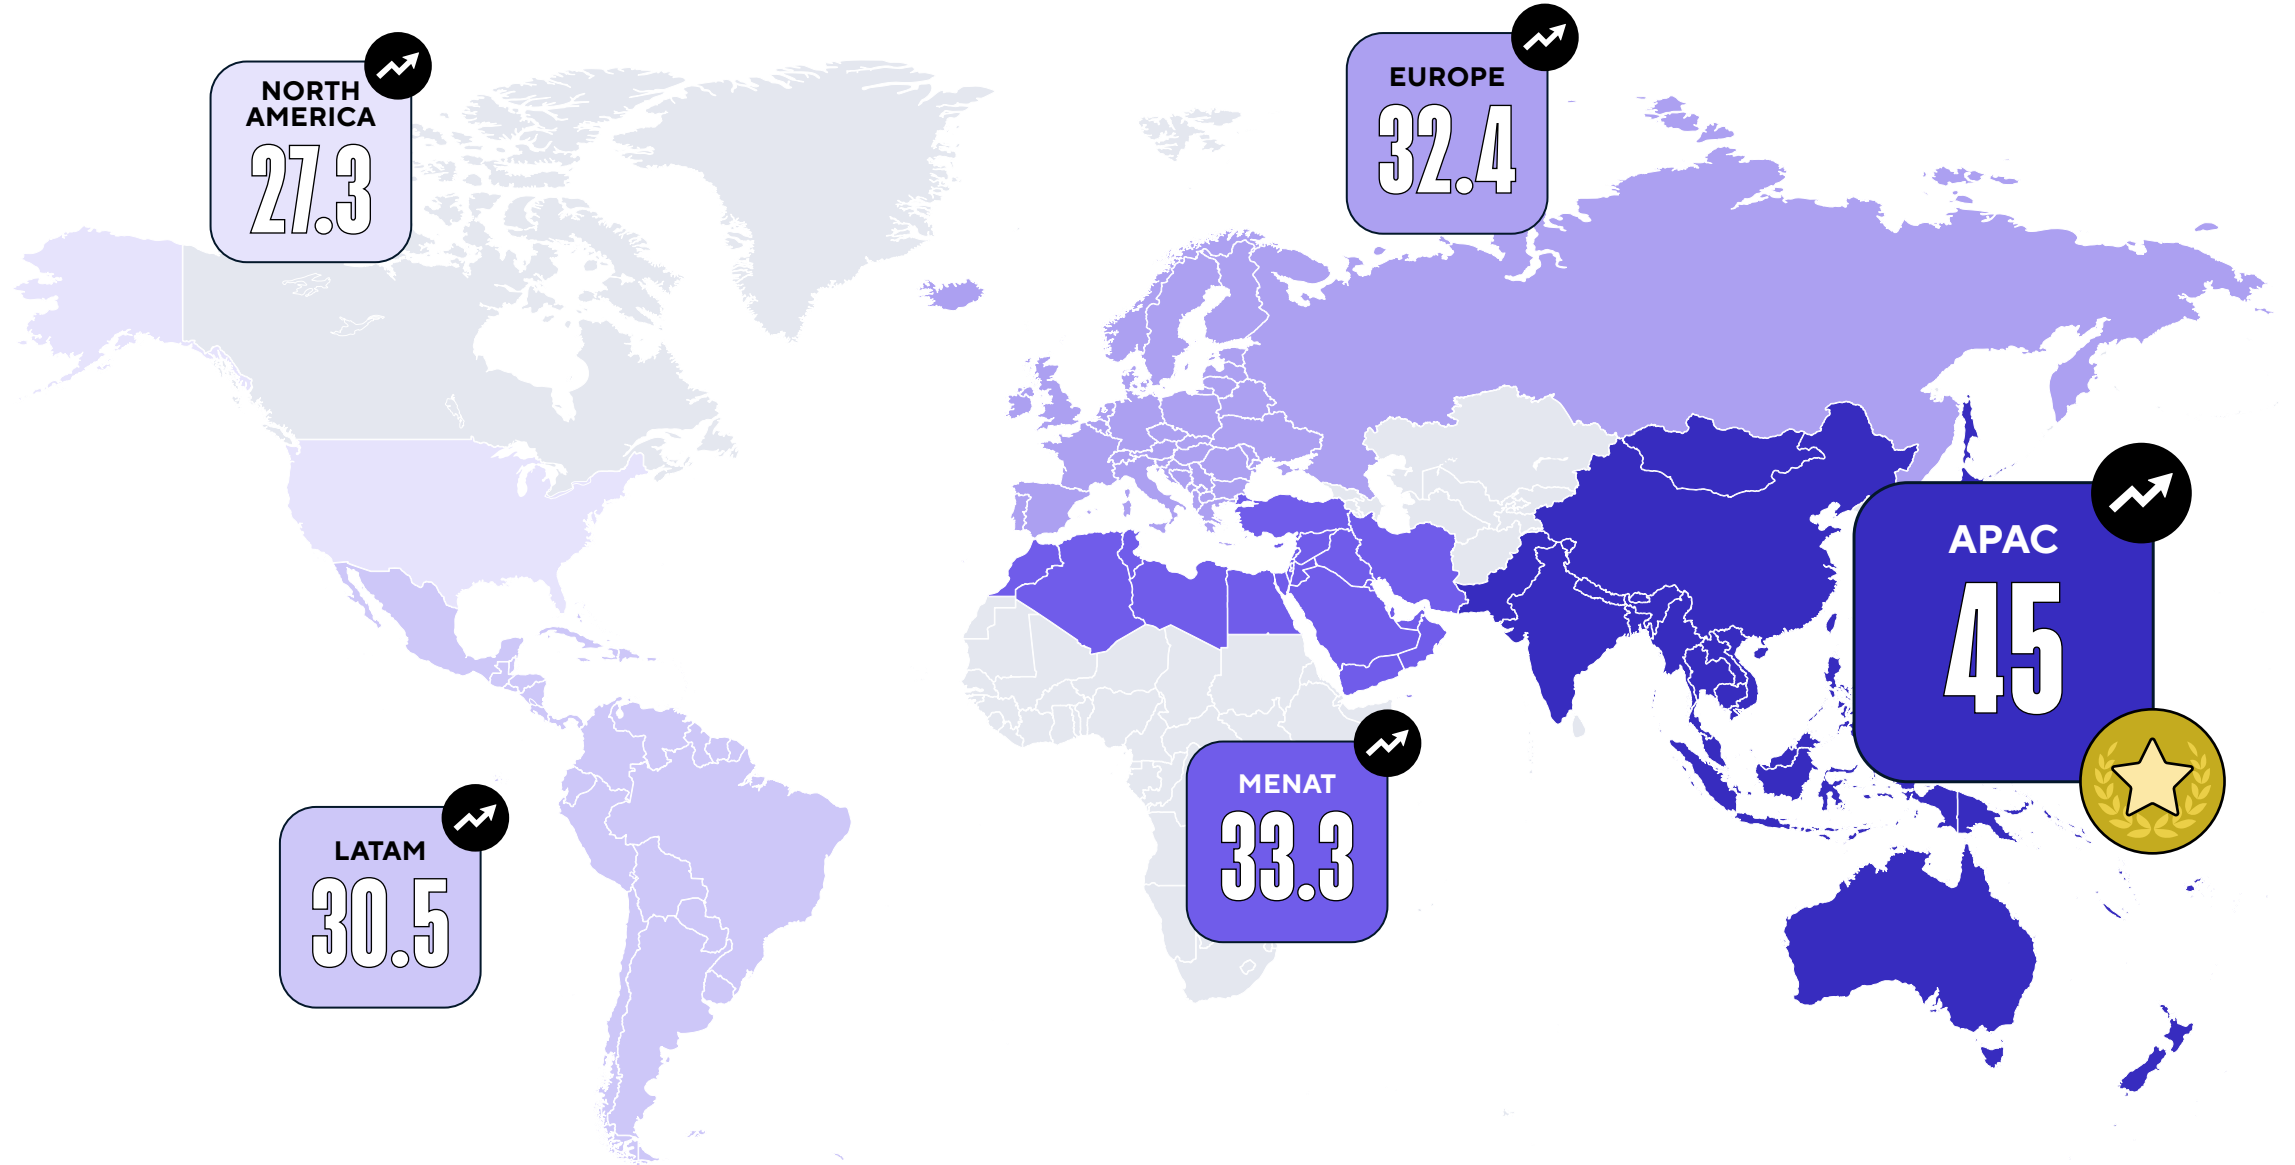 NORTH
AMERICA
27.3
EUROPE
32.4
APAC
45
MENAT
33.3
LATAM
30.5